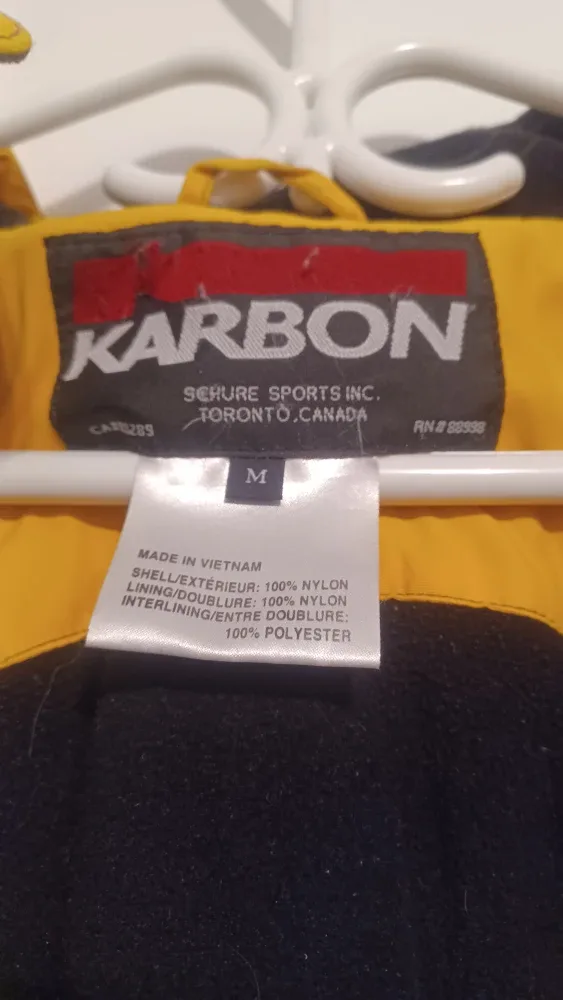 KARBON
SCHURE SPORTS INC.
TORONTO, CANADA
RN# 88998
M
MADE IN VIETNAM
SHELL/EXTÉRIEUR: 100% NYLON
LINING/DOUBLURE: 100% NYLON
INTERLINING/ENTRE DOUBLURE:
100% POLYESTER